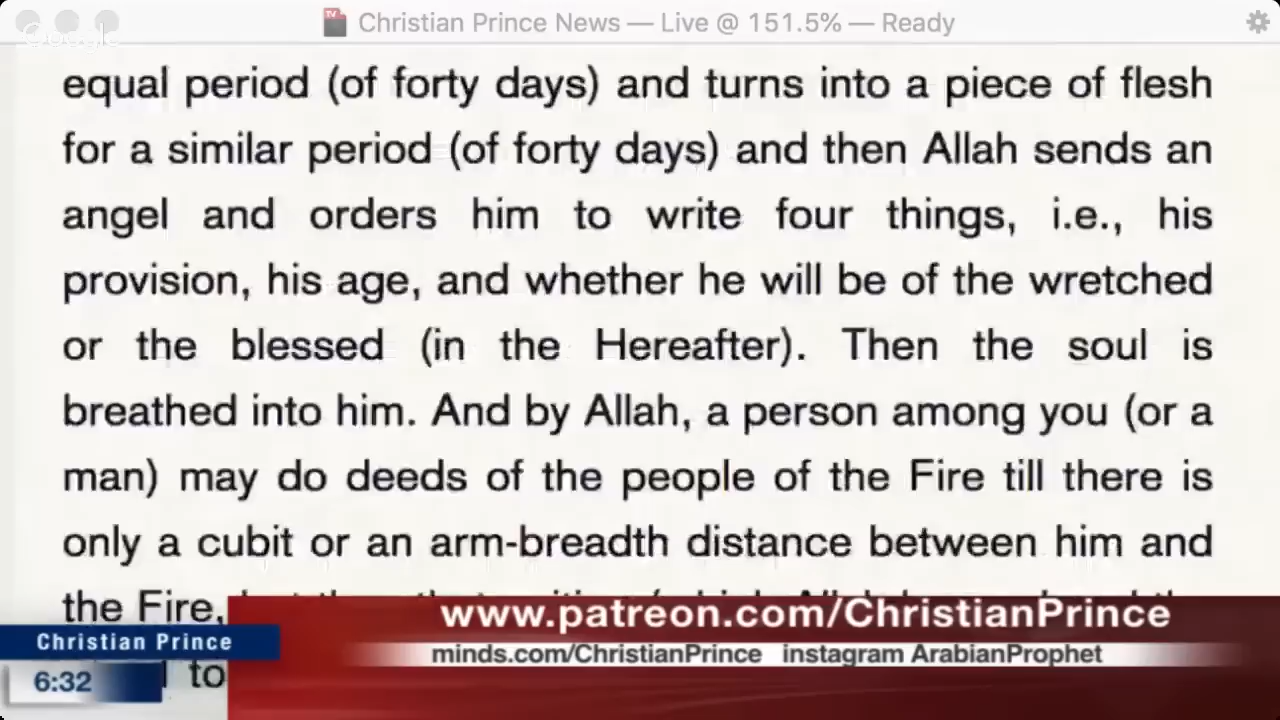 Christian Prince News — Live @ 151.5% — Ready
Google
equal period (of forty days) and turns into a piece of flesh
for a similar period (of forty days) and then Allah sends an
angel and orders him to write four things, i.e., his
provision, his age, and whether he will be of the wretched
or the blessed (in the Hereafter). Then the soul is
breathed into him. And by Allah, a person among you (or a
man) may do deeds of the people of the Fire till there is
only a cubit or an arm-breadth distance between him and
the Fire,
to
www.patreon.com/ChristianPrince
Christian Prince
minds.com/ChristianPrince instagram ArabianProphet
6:32